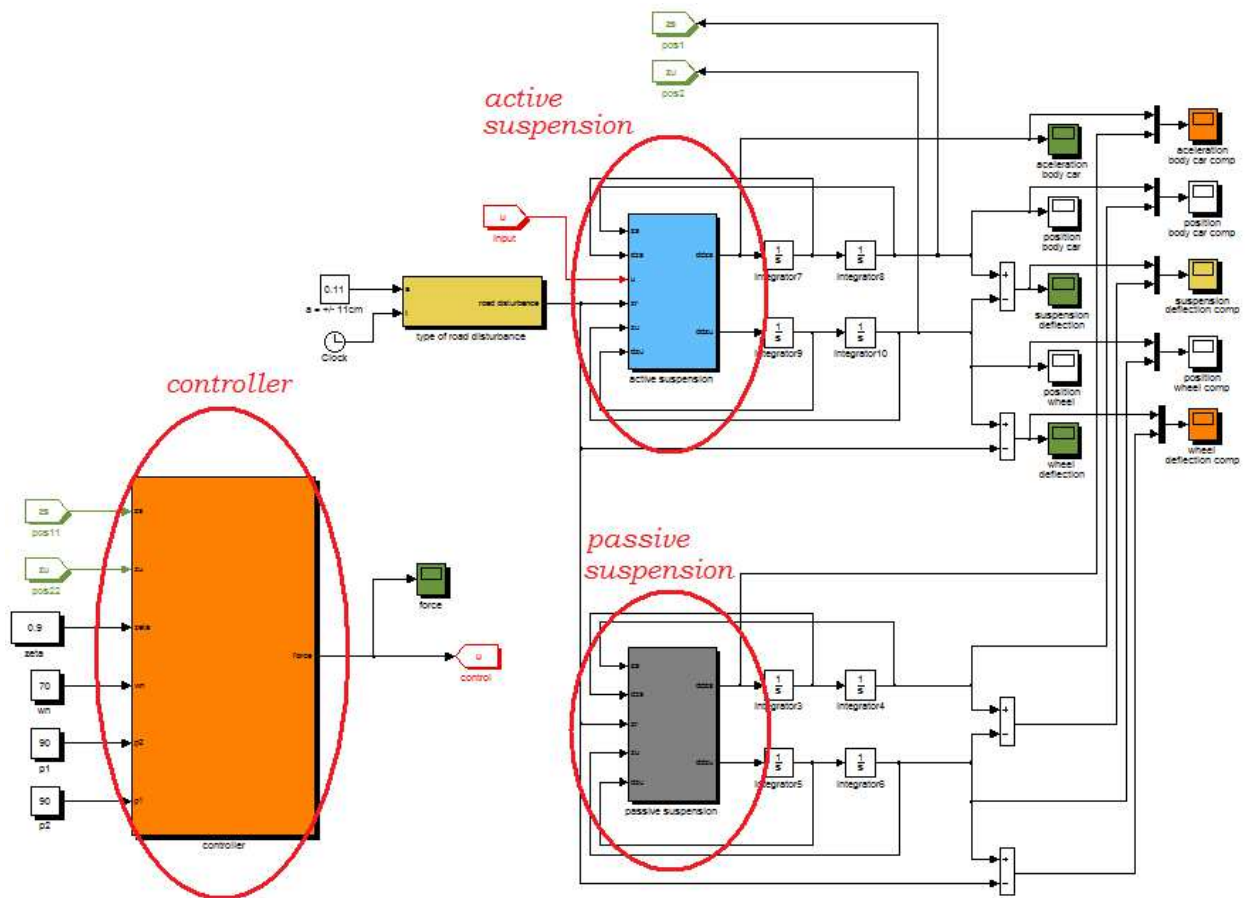 zs
pos1
zu
pos2
active
suspension
u
input
0.11
a = +/- 11cm
Clock
a
t
road disturbance
type of road disturbance
zs
dzs
u
zr
zu
dzu
ddzs
ddzu
active suspension
1
s
Integrator7
1
s
Integrator8
1
s
Integrator9
1
s
Integrator10
+
−
+
−
aceleration
body car
position
body car
suspension
deflection
position
wheel
wheel
deflection
aceleration
body car comp
position
body car comp
suspension
deflection comp
position
wheel comp
wheel
deflection comp
controller
zs
pos11
zu
pos22
0.9
zeta
70
wn
90
p1
90
p2
zs
zu
zeta
wn
p2
p1
Force
controller
force
u
control
passive
suspension
zs
dzs
zr
zu
dzu
ddzs
ddzu
passive suspension
1
s
Integrator3
1
s
Integrator4
1
s
Integrator5
1
s
Integrator6
+
−
+
−